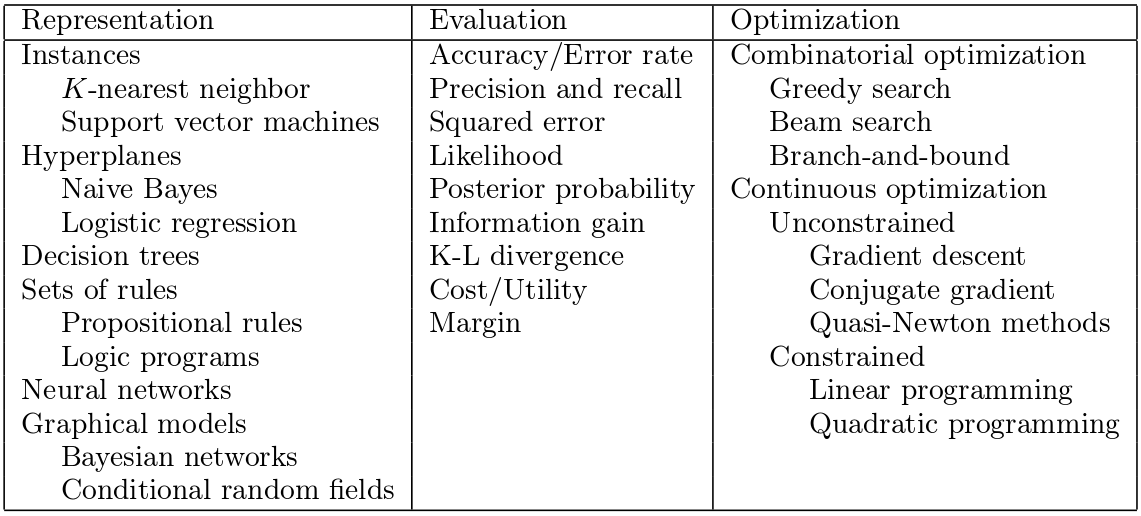 Representation Evaluation Optimization
Instances Accuracy/Error rate Combinatorial optimization
K-nearest neighbor Precision and recall Greedy search
Support vector machines Squared error Beam search
Hyperplanes Likelihood Branch-and-bound
Naive Bayes Posterior probability Continuous optimization
Logistic regression Information gain Unconstrained
Decision trees K-L divergence Gradient descent
Sets of rules Cost/Utility Conjugate gradient
Propositional rules Margin Quasi-Newton methods
Logic programs Constrained
Neural networks Linear programming
Graphical models Quadratic programming
Bayesian networks
Conditional random fields